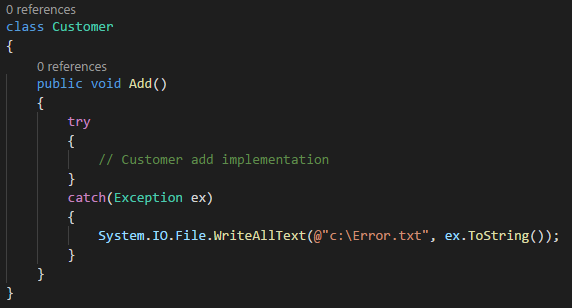 0 references
class Customer
{
0 references
public void Add()
{
try
{
// Customer add implementation
}
catch(Exception ex)
{
System.IO.File.WriteAllText(@"c:\Error.txt", ex.ToString());
}
}
}